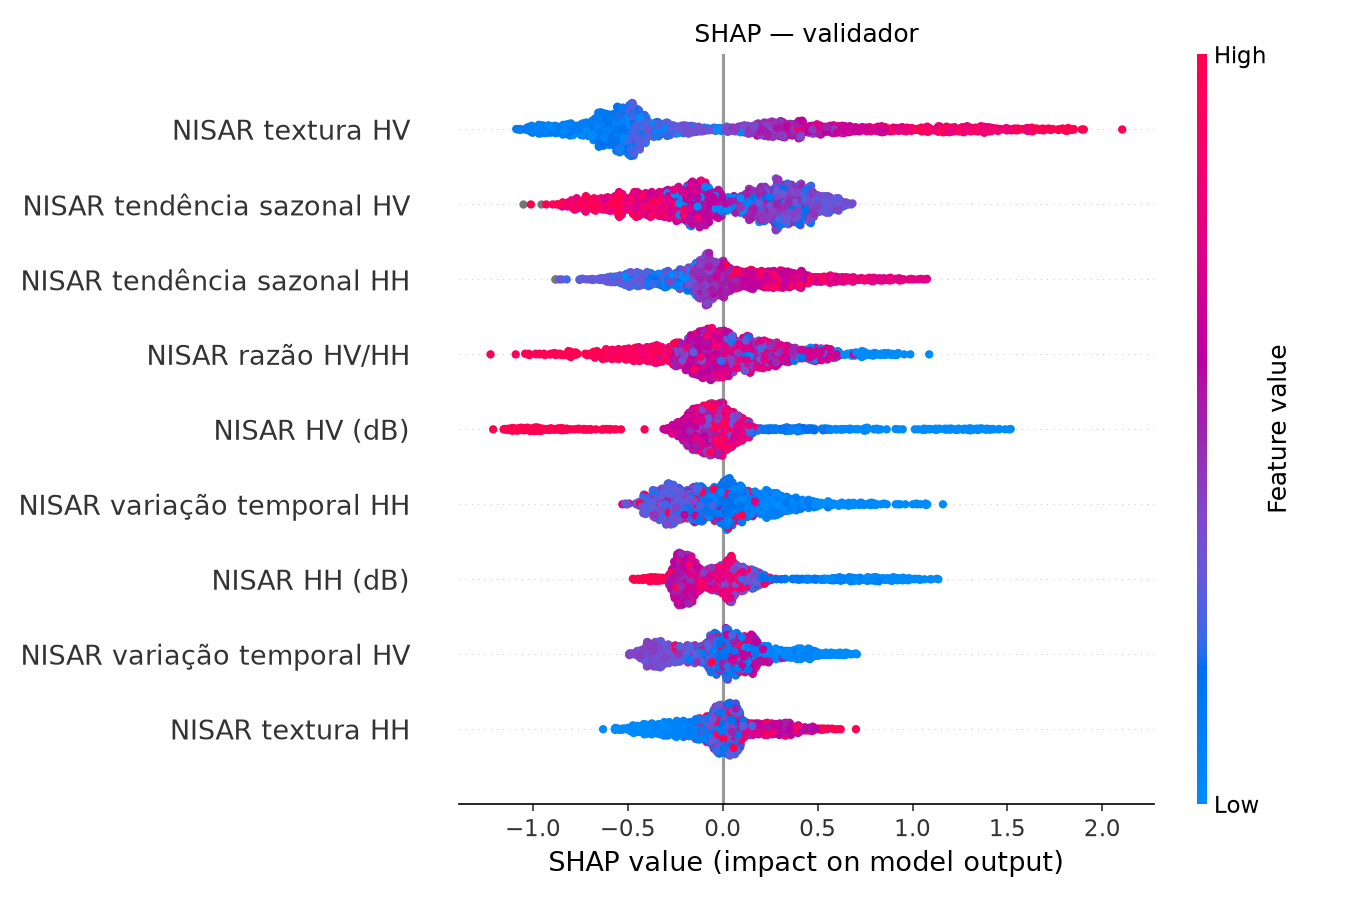 SHAP — validador
High
NISAR textura HV
NISAR tendência sazonal HV
NISAR tendência sazonal HH
NISAR razão HV/HH
NISAR HV (dB)
NISAR variação temporal HH
NISAR HH (dB)
NISAR variação temporal HV
NISAR textura HH
Feature value
Low
−1.0 −0.5 0.0 0.5 1.0 1.5 2.0
SHAP value (impact on model output)